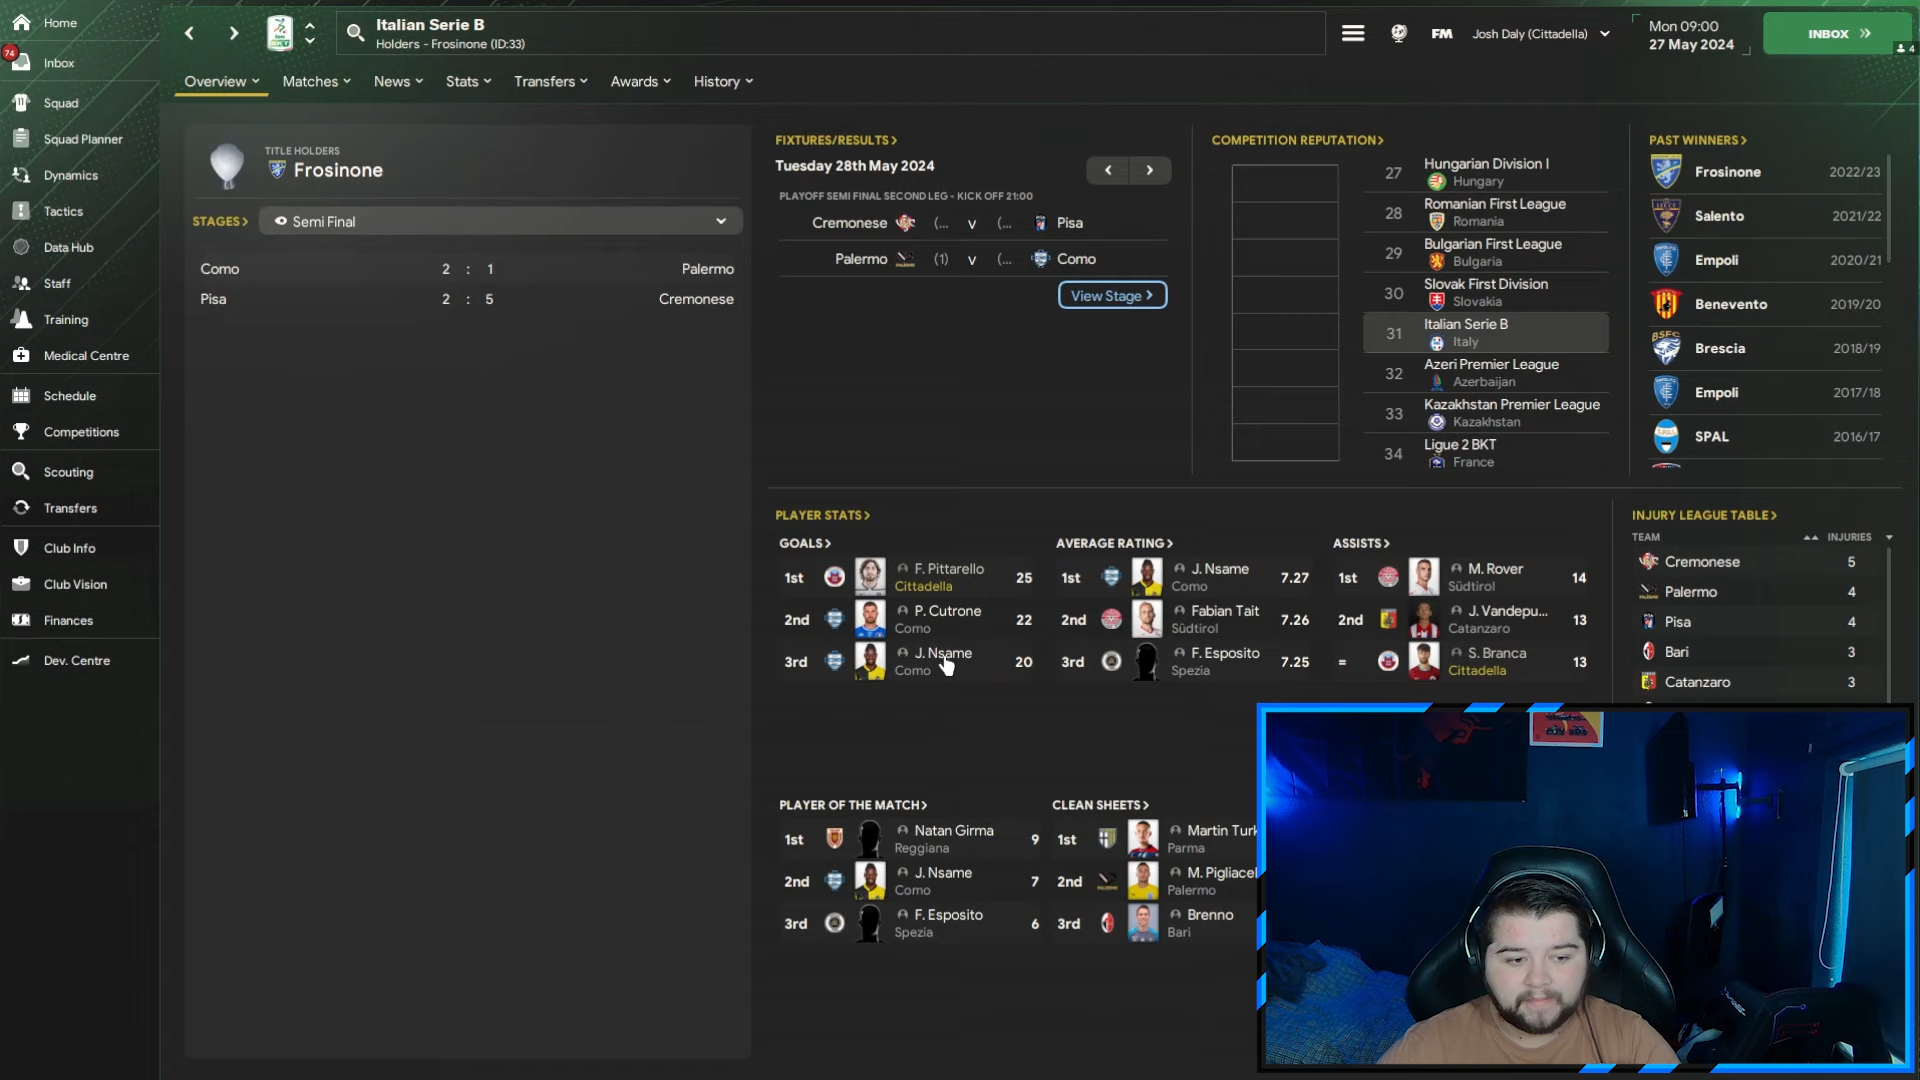 Home
74
Inbox
Squad
Squad Planner
Dynamics
Tactics
Data Hub
Staff
Training
Medical Centre
Schedule
Competitions
Scouting
Transfers
Club Info
Club Vision
Finances
Dev. Centre
Italian Serie B
Holders - Frosinone (ID:33)
FM
Josh Daly (Cittadella)
Mon 09:00
27 May 2024
INBOX
4
Overview
Matches
News
Stats
Transfers
Awards
History
TITLE HOLDERS
Frosinone
STAGES>
Semi Final
Como 2 : 1 Palermo
Pisa 2 : 5 Cremonese
FIXTURES/RESULTS>
Tuesday 28th May 2024
PLAYOFF SEMI FINAL SECOND LEG - KICK OFF 21:00
Cremonese (... v (... Pisa
Palermo (1) v (... Como
View Stage >
COMPETITION REPUTATION>
27 Hungarian Division I
Hungary
28 Romanian First League
Romania
29 Bulgarian First League
Bulgaria
30 Slovak First Division
Slovakia
31 Italian Serie B
Italy
32 Azeri Premier League
Azerbaijan
33 Kazakhstan Premier League
Kazakhstan
34 Ligue 2 BKT
France
PAST WINNERS>
Frosinone 2022/23
Salento 2021/22
Empoli 2020/21
Benevento 2019/20
Brescia 2018/19
Empoli 2017/18
SPAL 2016/17
PLAYER STATS>
GOALS>
1st F. Pittarello 25
Cittadella
2nd P. Cutrone 22
Como
3rd J. Nsame 20
Como
AVERAGE RATING>
1st J. Nsame 7.27
Como
2nd Fabian Tait 7.26
Südtirol
3rd F. Esposito 7.25
Spezia
ASSISTS>
1st M. Rover 14
Südtirol
2nd J. Vandepu... 13
Catanzaro
= S. Branca 13
Cittadella
INJURY LEAGUE TABLE>
TEAM INJURIES
Cremonese 5
Palermo 4
Pisa 4
Bari 3
Catanzaro 3
PLAYER OF THE MATCH>
1st Natan Girma 9
Reggiana
2nd J. Nsame 7
Como
3rd F. Esposito 6
Spezia
CLEAN SHEETS>
1st Martin Turk
Parma
2nd M. Pigliacel
Palermo
3rd Brenno
Bari